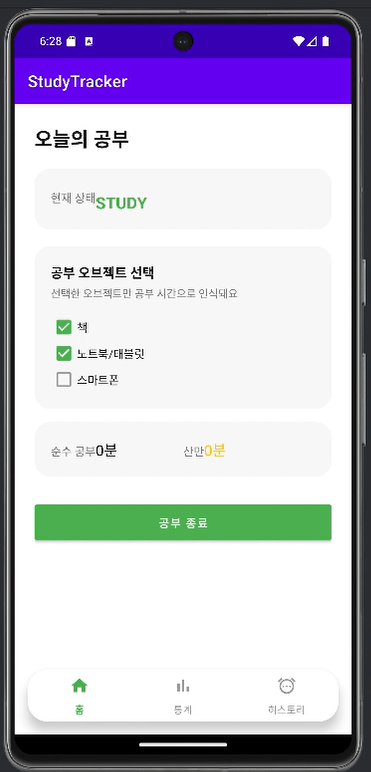 6:28
StudyTracker
오늘의 공부
현재 상태STUDY
공부 오브젝트 선택
선택한 오브젝트만 공부 시간으로 인식돼요
책
노트북/태블릿
스마트폰
순수 공부0분 산만0분
공부 종료
홈 통계 히스토리